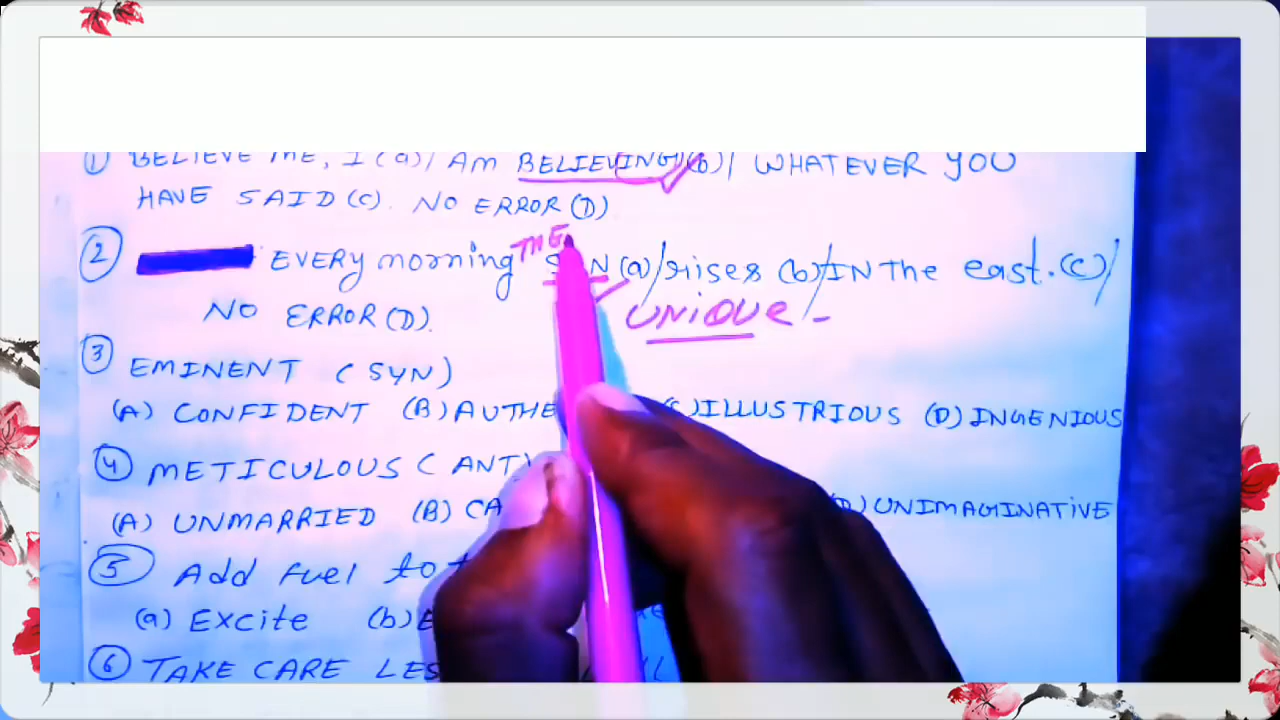 ① BELIEVE ME, I (a)/ AM BELIEVING (b)/ WHATEVER YOU
HAVE SAID (C). NO ERROR (D)
② EVERY morning THE SUN (a)/ rises (b)/ IN The east. (C)/
NO ERROR (D).
UNIQUE -
③ EMINENT ( SYN)
(A) CONFIDENT (B) AUTHE (C) ILLUSTRIOUS (D) INGENIOUS
④ METICULOUS ( ANT)
(A) UNMARRIED (B) CA (D) UNIMAGINATIVE
⑤ Add fuel to
(a) Excite (b)
⑥ TAKE CARE LES